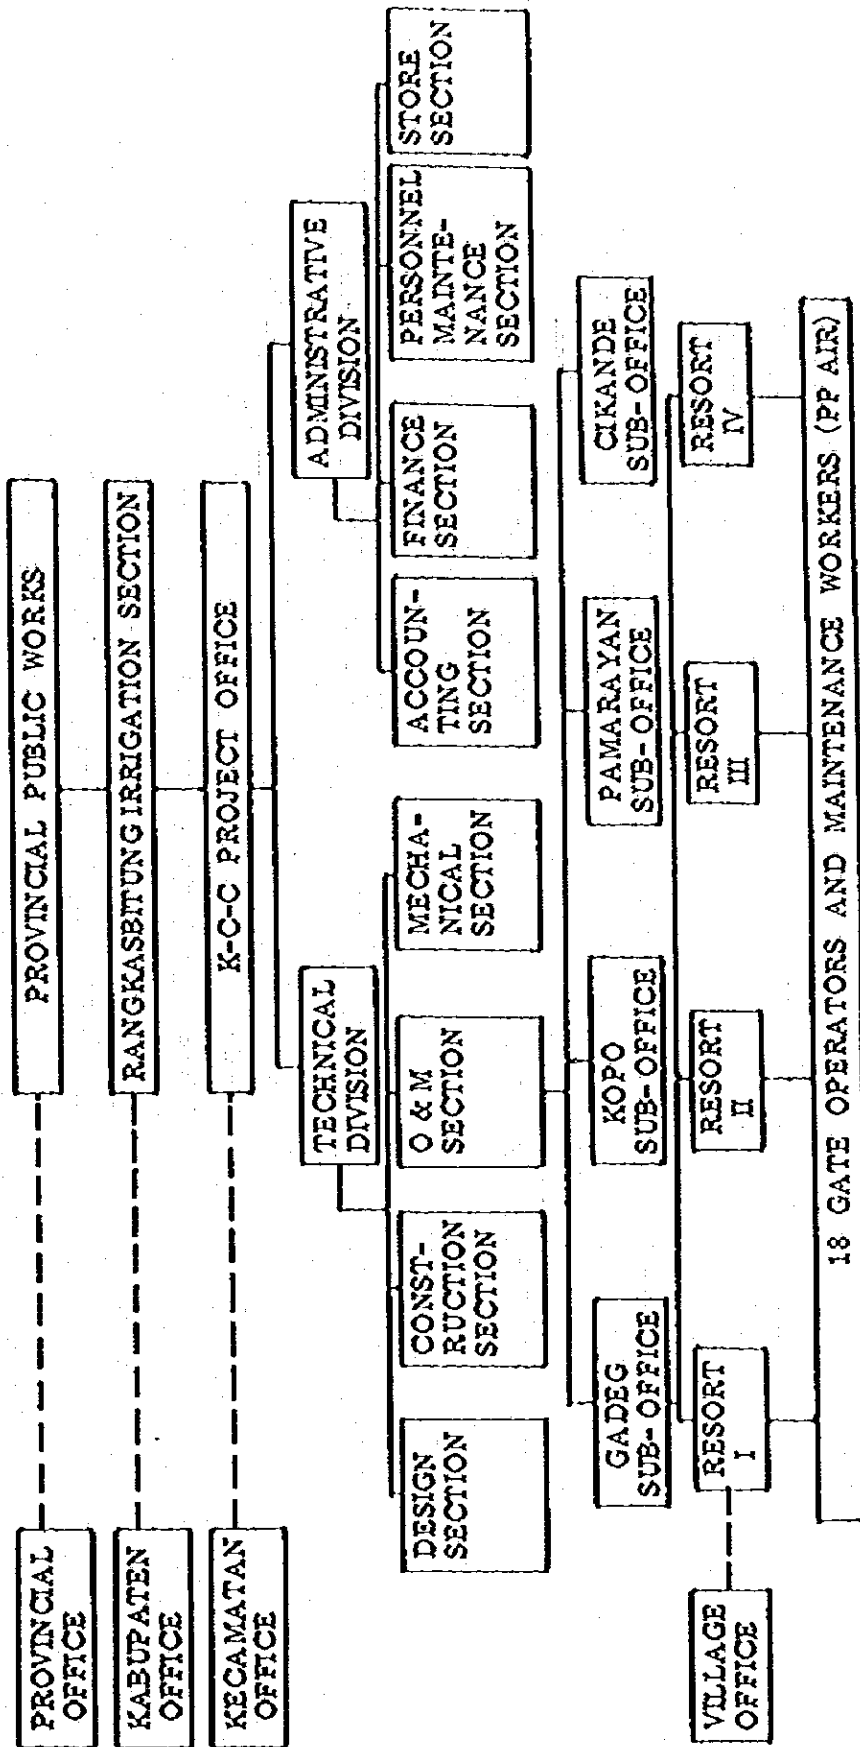 PROVINCIAL
OFFICE
PROVINCIAL PUBLIC WORKS
KABUPATEN
OFFICE
RANGKASBITUNG IRRIGATION SECTION
KECAMATAN
OFFICE
K-C-C PROJECT OFFICE
TECHNICAL
DIVISION
ADMINISTRATIVE
DIVISION
DESIGN
SECTION
CONST-
RUCTION
SECTION
O & M
SECTION
MECHA-
NICAL
SECTION
ACCOUN-
TING
SECTION
FINANCE
SECTION
PERSONNEL
MAINTE-
NANCE
SECTION
STORE
SECTION
GADEG
SUB-OFFICE
KOPO
SUB-OFFICE
PAMARAYAN
SUB-OFFICE
CIKANDE
SUB-OFFICE
VILLAGE
OFFICE
RESORT
I
RESORT
II
RESORT
III
RESORT
IV
18 GATE OPERATORS AND MAINTENANCE WORKERS (PP AIR)